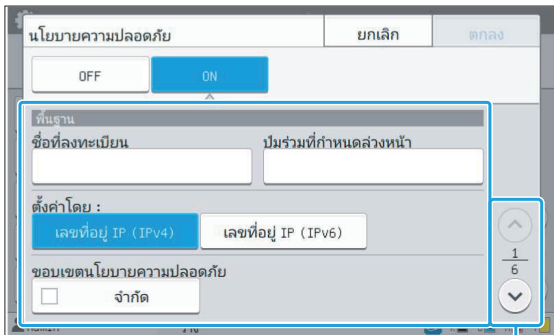 นโยบายความปลอดภัย ยกเลิก ตกลง
OFF ON
พื้นฐาน
ชื่อที่ลงทะเบียน ปุ่มร่วมที่กำหนดล่วงหน้า
ตั้งค่าโดย :
เลขที่อยู่ IP (IPv4) เลขที่อยู่ IP (IPv6)
1
6
ขอบเขตนโยบายความปลอดภัย
จำกัด